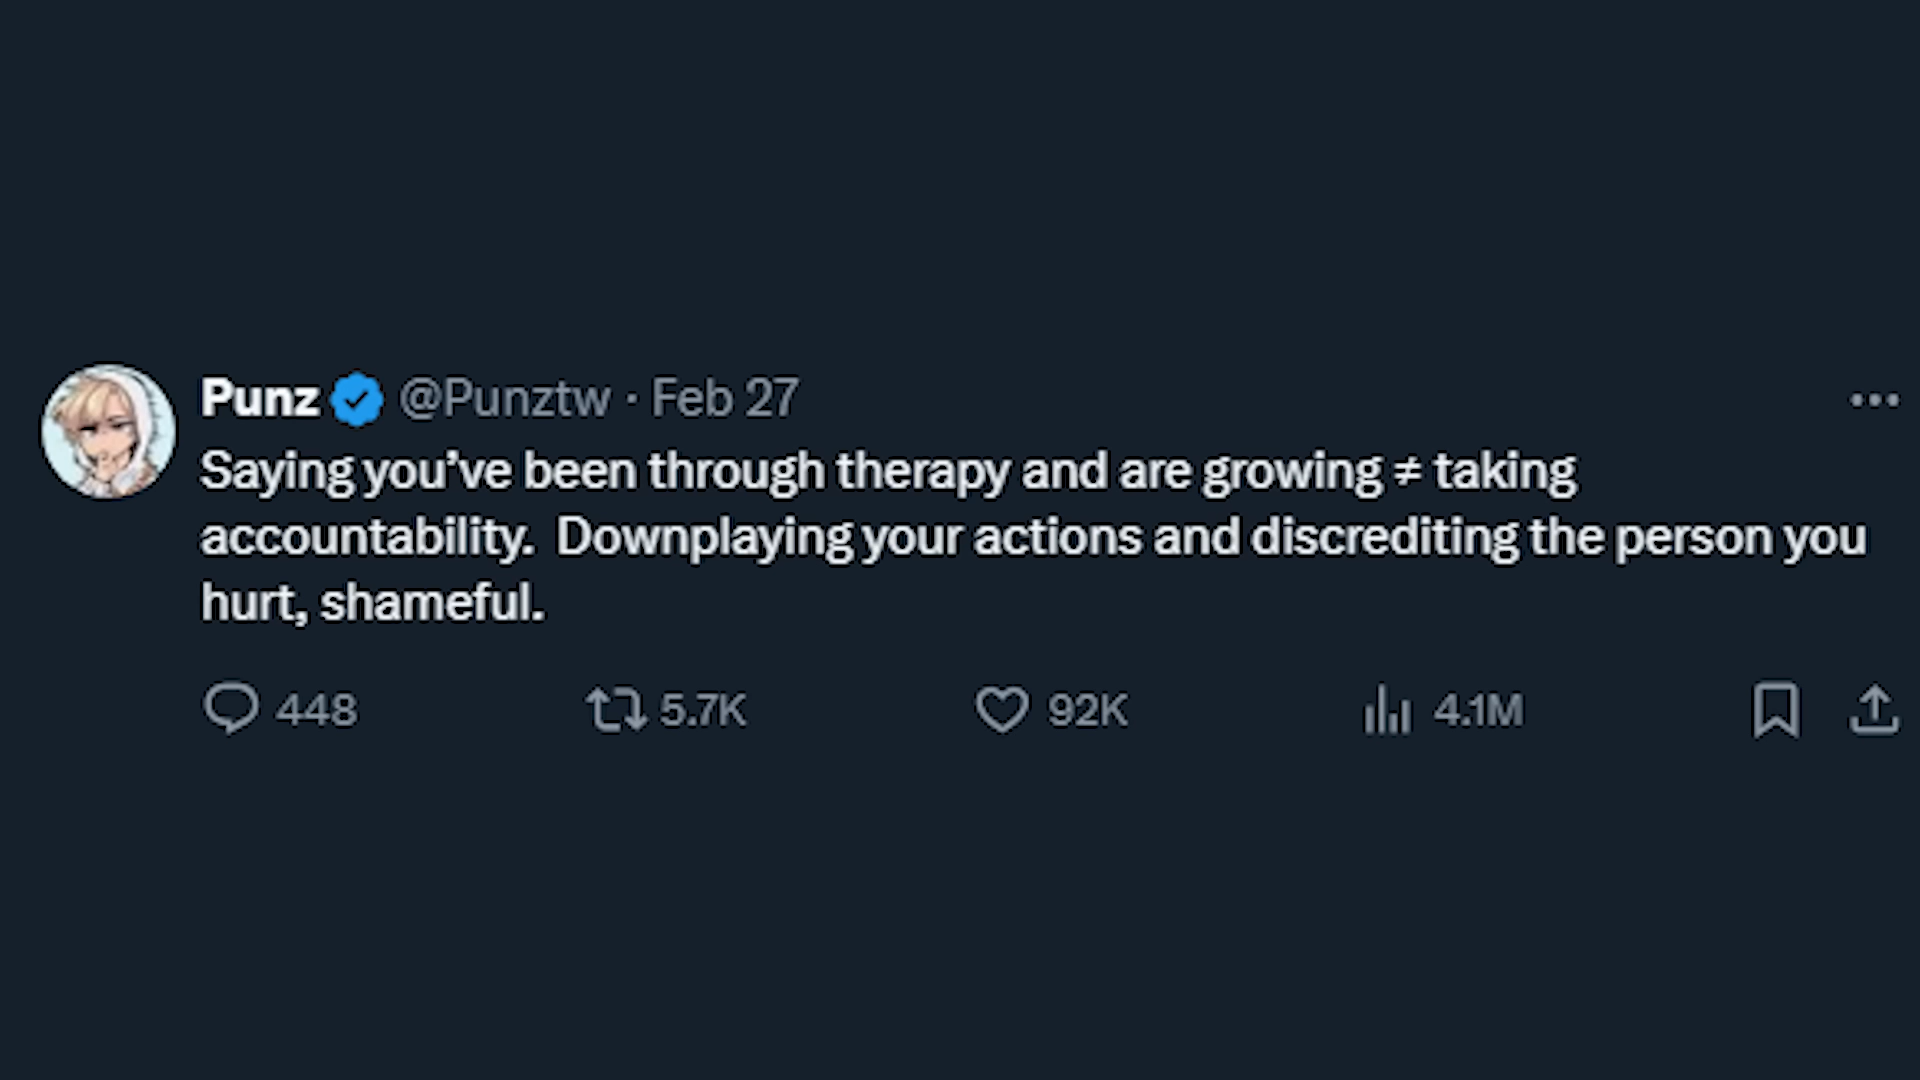 Punz @Punztw · Feb 27
Saying you’ve been through therapy and are growing ≠ taking
accountability.  Downplaying your actions and discrediting the person you
hurt, shameful.
448 5.7K 92K 4.1M